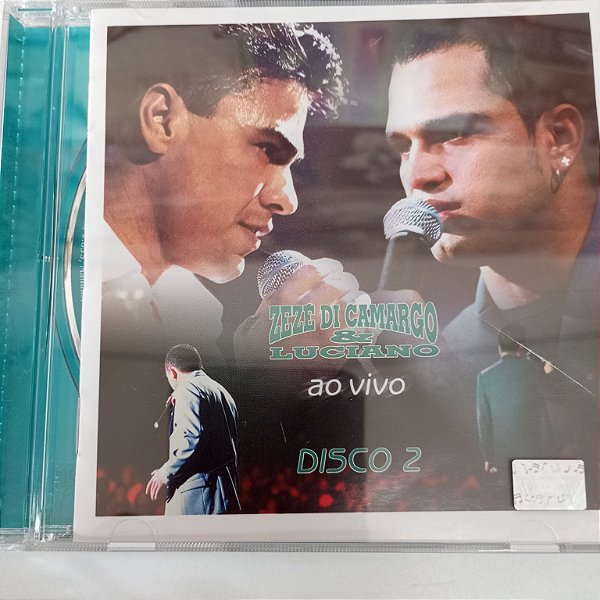 ZEZE DI CAMARGO
&
LUCIANO
ao vivo
DISCO 2